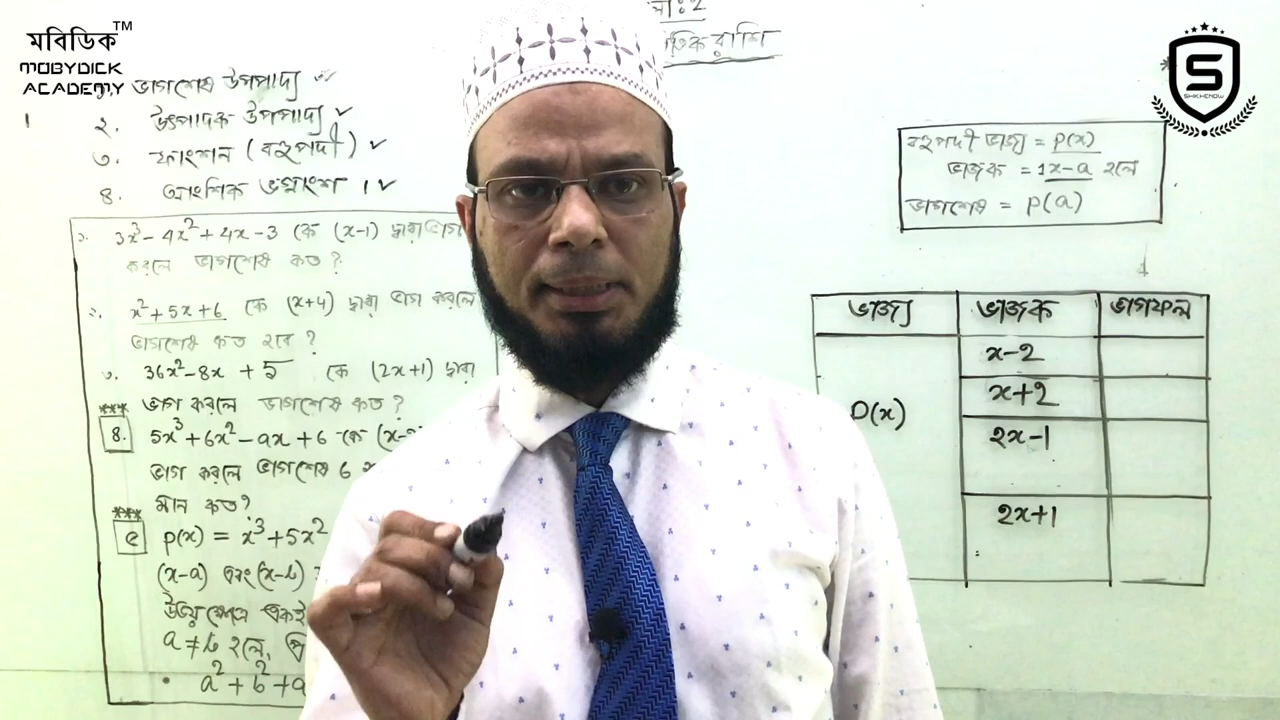 মবিডিক™
MOBYDICK
ACADEMY
SHIKHENOW
ভাগশেষ উপপাদ্য
২. উৎপাদক উপপাদ্য ✓
৩. ফাংশন (বহুপদী) ✓
৪. আংশিক ভগ্নাংশ । ✓
১. 3x³ - 4x² + 4x - 3 কে (x-1) দ্বারা ভাগ
করলে ভাগশেষ কত?
২. x² + 5x + 6 কে (x+4) দ্বারা ভাগ করলে
ভাগশেষ কত হবে?
৩. 36x² - 8x + 5 কে (2x+1) দ্বারা
ভাগ করলে ভাগশেষ কত?
***
৪. 5x³ + 6x² - ax + 6 কে
ভাগ করলে ভাগশেষ 6
মান কত?
***
৫ p(x) = x³ + 5x²
(x-a) এবং (x-b)
উভয়
a ≠ b হলে,
a² + b² + a
রাশি
বহুপদী ভাজ্য = p(x)
ভাজক = 1x-a হলে
ভাগশেষ = p(a)
ভাজ্য ভাজক ভাগফল
x-2
x+2
(x)
2x-1
2x+1